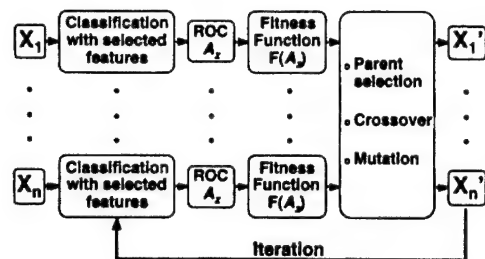 X1
Classification
with selected
features
ROC
Az
Fitness
Function
F(Az)
Parent
selection
Crossover
Mutation
X1'
Xn
Classification
with selected
features
ROC
Az
Fitness
Function
F(Az)
Xn'
Iteration